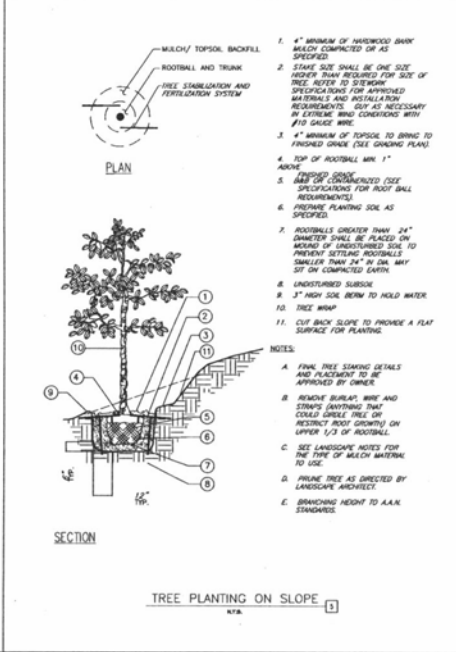 MULCH/ TOPSOIL BACKFILL
ROOTBALL AND TRUNK
TREE STABILIZATION AND
FERTILIZATION SYSTEM
PLAN
1. 4" MINIMUM OF HARDWOOD BARK
MULCH COMPACTED OR AS
SPECIFIED.
2. STAKE SIZE SHALL BE ONE SIZE
HIGHER THAN REQUIRED FOR SIZE OF
TREE. REFER TO SITEWORK
SPECIFICATIONS FOR APPROVED
MATERIALS AND INSTALLATION
REQUIREMENTS. GUY AS NECESSARY
IN EXTREME WIND CONDITIONS WITH
#10 GAUGE WIRE.
3. 4" MINIMUM OF TOPSOIL TO BRING TO
FINISHED GRADE (SEE GRADING PLAN).
4. TOP OF ROOTBALL MIN. 1"
ABOVE
FINISHED GRADE
5. B&B OR CONTAINERIZED (SEE
SPECIFICATIONS FOR ROOT BALL
REQUIREMENTS).
6. PREPARE PLANTING SOIL AS
SPECIFIED.
7. ROOTBALLS GREATER THAN 24"
DIAMETER SHALL BE PLACED ON
MOUND OF UNDISTURBED SOIL TO
PREVENT SETTLING ROOTBALLS
SMALLER THAN 24" IN DIA. MAY
SIT ON COMPACTED EARTH.
8. UNDISTURBED SUBSOIL
9. 3" HIGH SOIL BERM TO HOLD WATER.
10. TREE WRAP
11. CUT BACK SLOPE TO PROVIDE A FLAT
SURFACE FOR PLANTING.
NOTES:
A. FINAL TREE STAKING DETAILS
AND PLACEMENT TO BE
APPROVED BY OWNER.
B. REMOVE BURLAP, WIRE AND
STRAPS (ANYTHING THAT
COULD GIRDLE TREE OR
RESTRICT ROOT GROWTH) ON
UPPER 1/3 OF ROOTBALL.
C. SEE LANDSCAPE NOTES FOR
THE TYPE OF MULCH MATERIAL
TO USE.
D. PRUNE TREE AS DIRECTED BY
LANDSCAPE ARCHITECT.
E. BRANCHING HEIGHT TO A.A.N.
STANDARDS.
1
2
3
11
10
4
9
5
6
7
8
TYP.
12"
TYP.
SECTION
TREE PLANTING ON SLOPE
5
N.T.S.